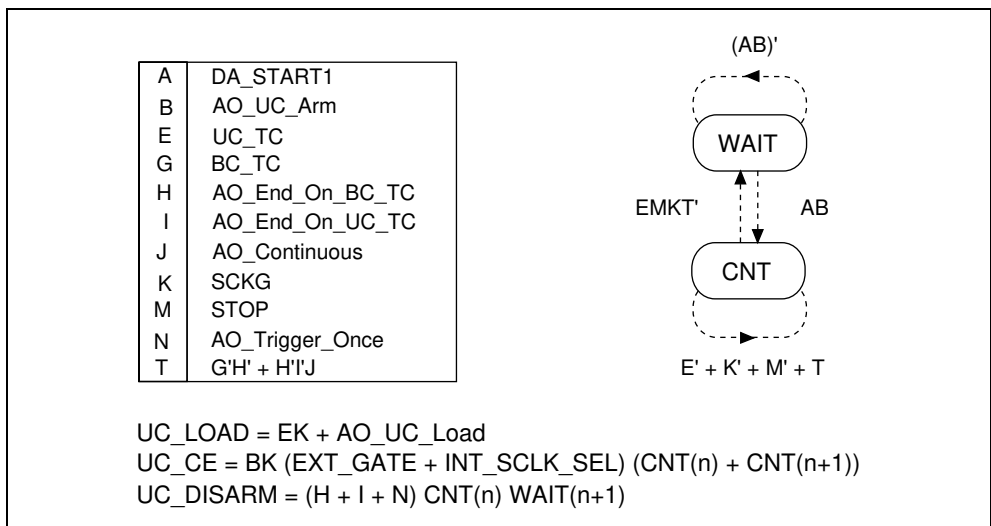 A DA_START1
B AO_UC_Arm
E UC_TC
G BC_TC
H AO_End_On_BC_TC
I AO_End_On_UC_TC
J AO_Continuous
K SCKG
M STOP
N AO_Trigger_Once
T G'H' + H'I'J
(AB)'
WAIT
EMKT' AB
CNT
E' + K' + M' + T
UC_LOAD = EK + AO_UC_Load
UC_CE = BK (EXT_GATE + INT_SCLK_SEL) (CNT(n) + CNT(n+1))
UC_DISARM = (H + I + N) CNT(n) WAIT(n+1)